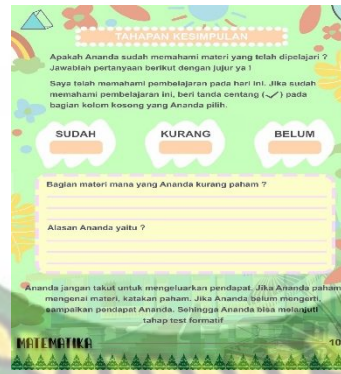 TAHAPAN KESIMPULAN
Apakah Ananda sudah memahami materi yang telah dipelajari ?
Jawablah pertanyaan berikut dengan jujur ya !
Saya telah memahami pembelajaran pada hari ini. Jika sudah
memahami pembelajaran ini, beri tanda centang (✓) pada
bagian kolom kosong yang Ananda pilih.
SUDAH KURANG BELUM
Bagian materi mana yang Ananda kurang paham ?
Alasan Ananda yaitu ?
Ananda jangan takut untuk mengeluarkan pendapat. Jika Ananda paham
mengenai materi, katakan paham. Jika Ananda belum mengerti,
sampaikan pendapat Ananda. Sehingga Ananda bisa melanjuti
tahap test formatif
MATEMATIKA 10